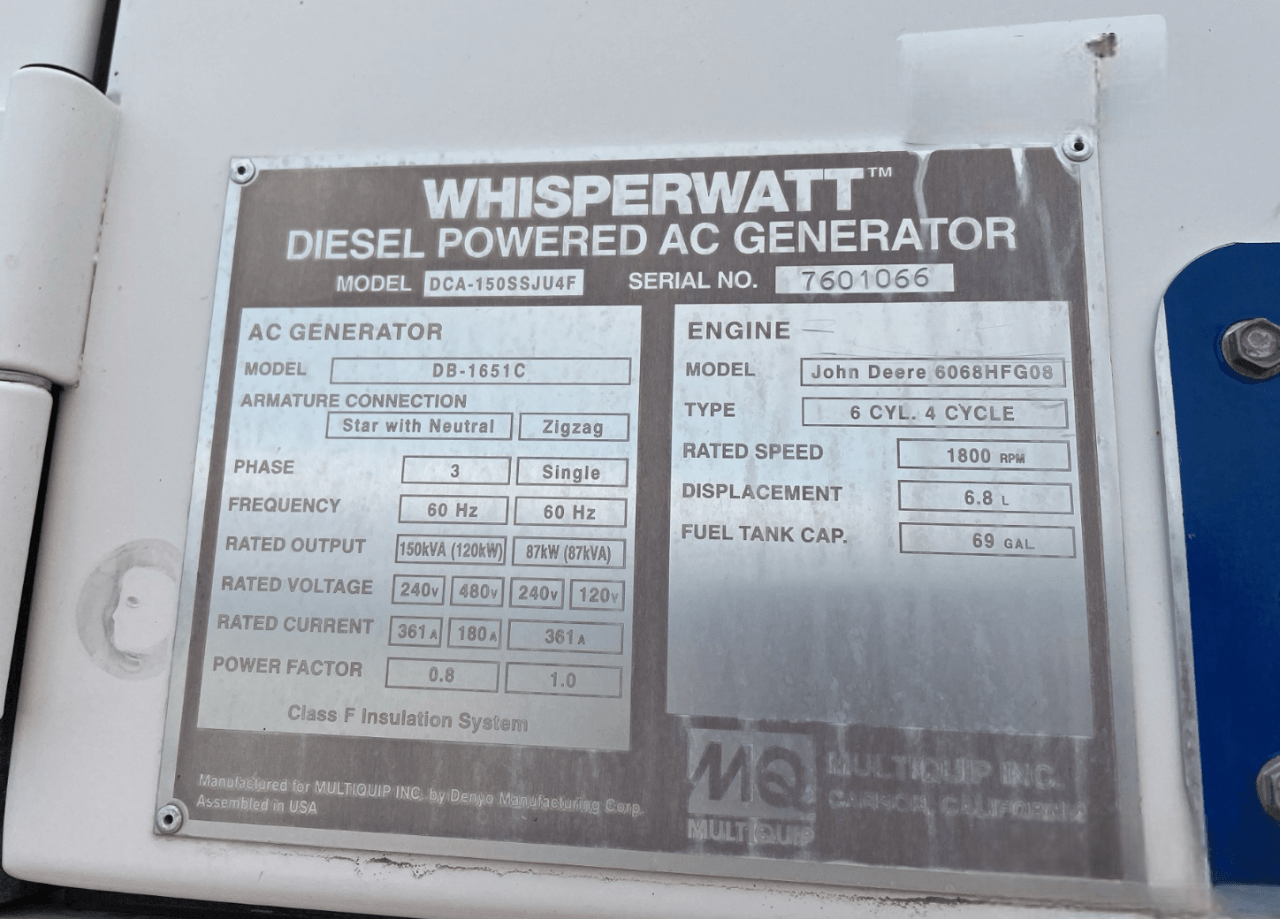 WHISPERWATT™
DIESEL POWERED AC GENERATOR
MODEL DCA-150SSJU4F SERIAL NO. 7601066
AC GENERATOR
MODEL DB-1651C
ARMATURE CONNECTION
Star with Neutral Zigzag
PHASE 3 Single
FREQUENCY 60 Hz 60 Hz
RATED OUTPUT 150kVA (120kW) 87kW (87kVA)
RATED VOLTAGE 240V 480V 240V 120V
RATED CURRENT 361A 180A 361A
POWER FACTOR 0.8 1.0
Class F Insulation System
ENGINE
MODEL John Deere 6068HFG08
TYPE 6 CYL. 4 CYCLE
RATED SPEED 1800 RPM
DISPLACEMENT 6.8 L
FUEL TANK CAP. 69 GAL.
Manufactured for MULTIQUIP INC. by Denyo Manufacturing Corp.
Assembled in USA
MQ
MULTIQUIP
MULTIQUIP INC.
CARSON, CALIFORNIA